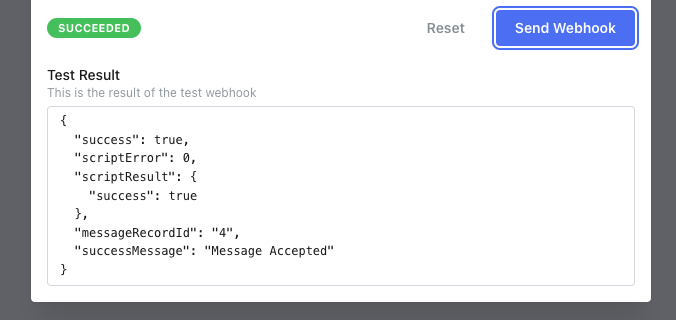 SUCCEEDED
Reset
Send Webhook
Test Result
This is the result of the test webhook
{
  "success": true,
  "scriptError": 0,
  "scriptResult": {
    "success": true
  },
  "messageRecordId": "4",
  "successMessage": "Message Accepted"
}